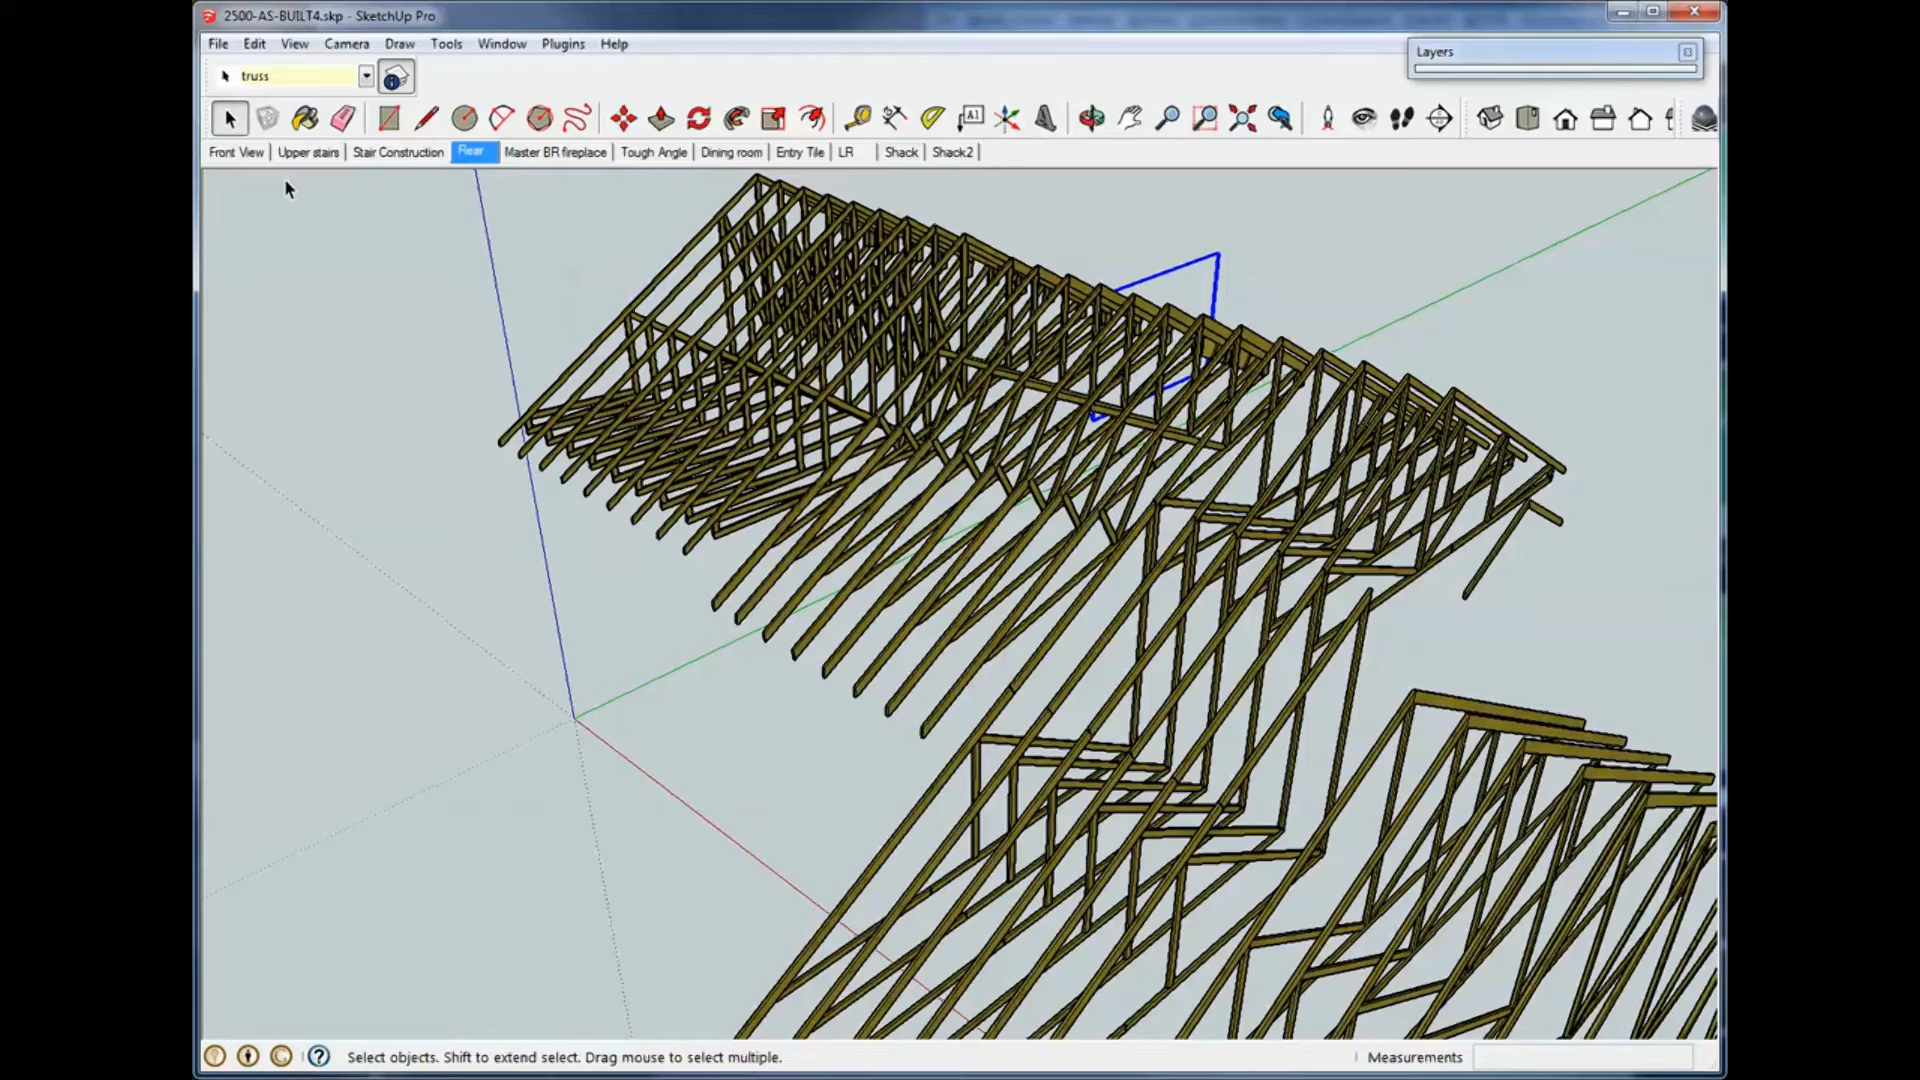 2500-AS-BUILT4.skp - SketchUp Pro
File Edit View Camera Draw Tools Window Plugins Help
Layers
truss
A1
Front View Upper stairs Stair Construction Rear Master BR fireplace Tough Angle Dining room Entry Tile LR Shack Shack2
Select objects. Shift to extend select. Drag mouse to select multiple.
Measurements